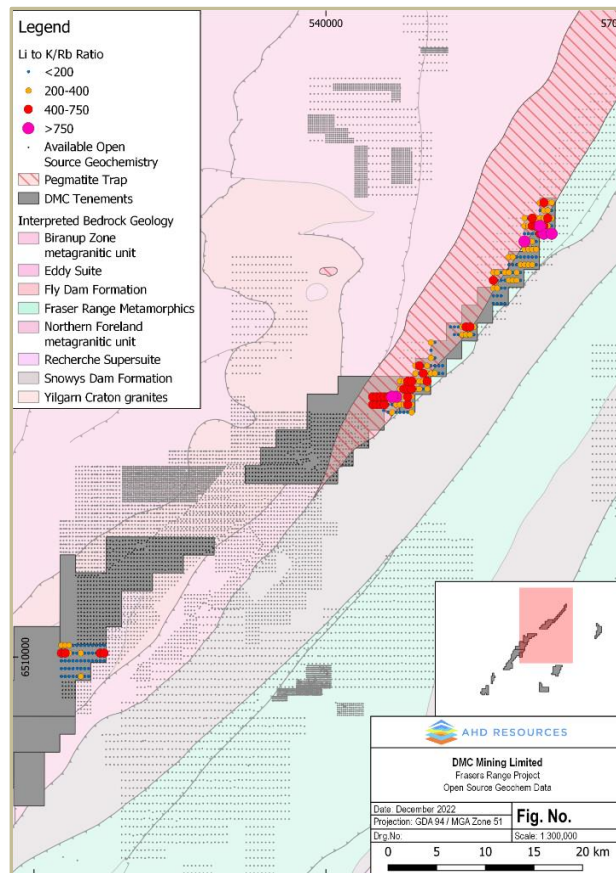 Legend
Li to K/Rb Ratio
<200
200-400
400-750
>750
Available Open
Source Geochemistry
Pegmatite Trap
DMC Tenements
Interpreted Bedrock Geology
Biranup Zone
metagranitic unit
Eddy Suite
Fly Dam Formation
Fraser Range Metamorphics
Northern Foreland
metagranitic unit
Recherche Supersuite
Snowys Dam Formation
Yilgarn Craton granites
540000
570
6510000
AHD RESOURCES
DMC Mining Limited
Frasers Range Project
Open Source Geochem Data
Date: December 2022
Projection: GDA 94 / MGA Zone 51
Drg.No:
Fig. No.
Scale: 1:300,000
0 5 10 15 20 km